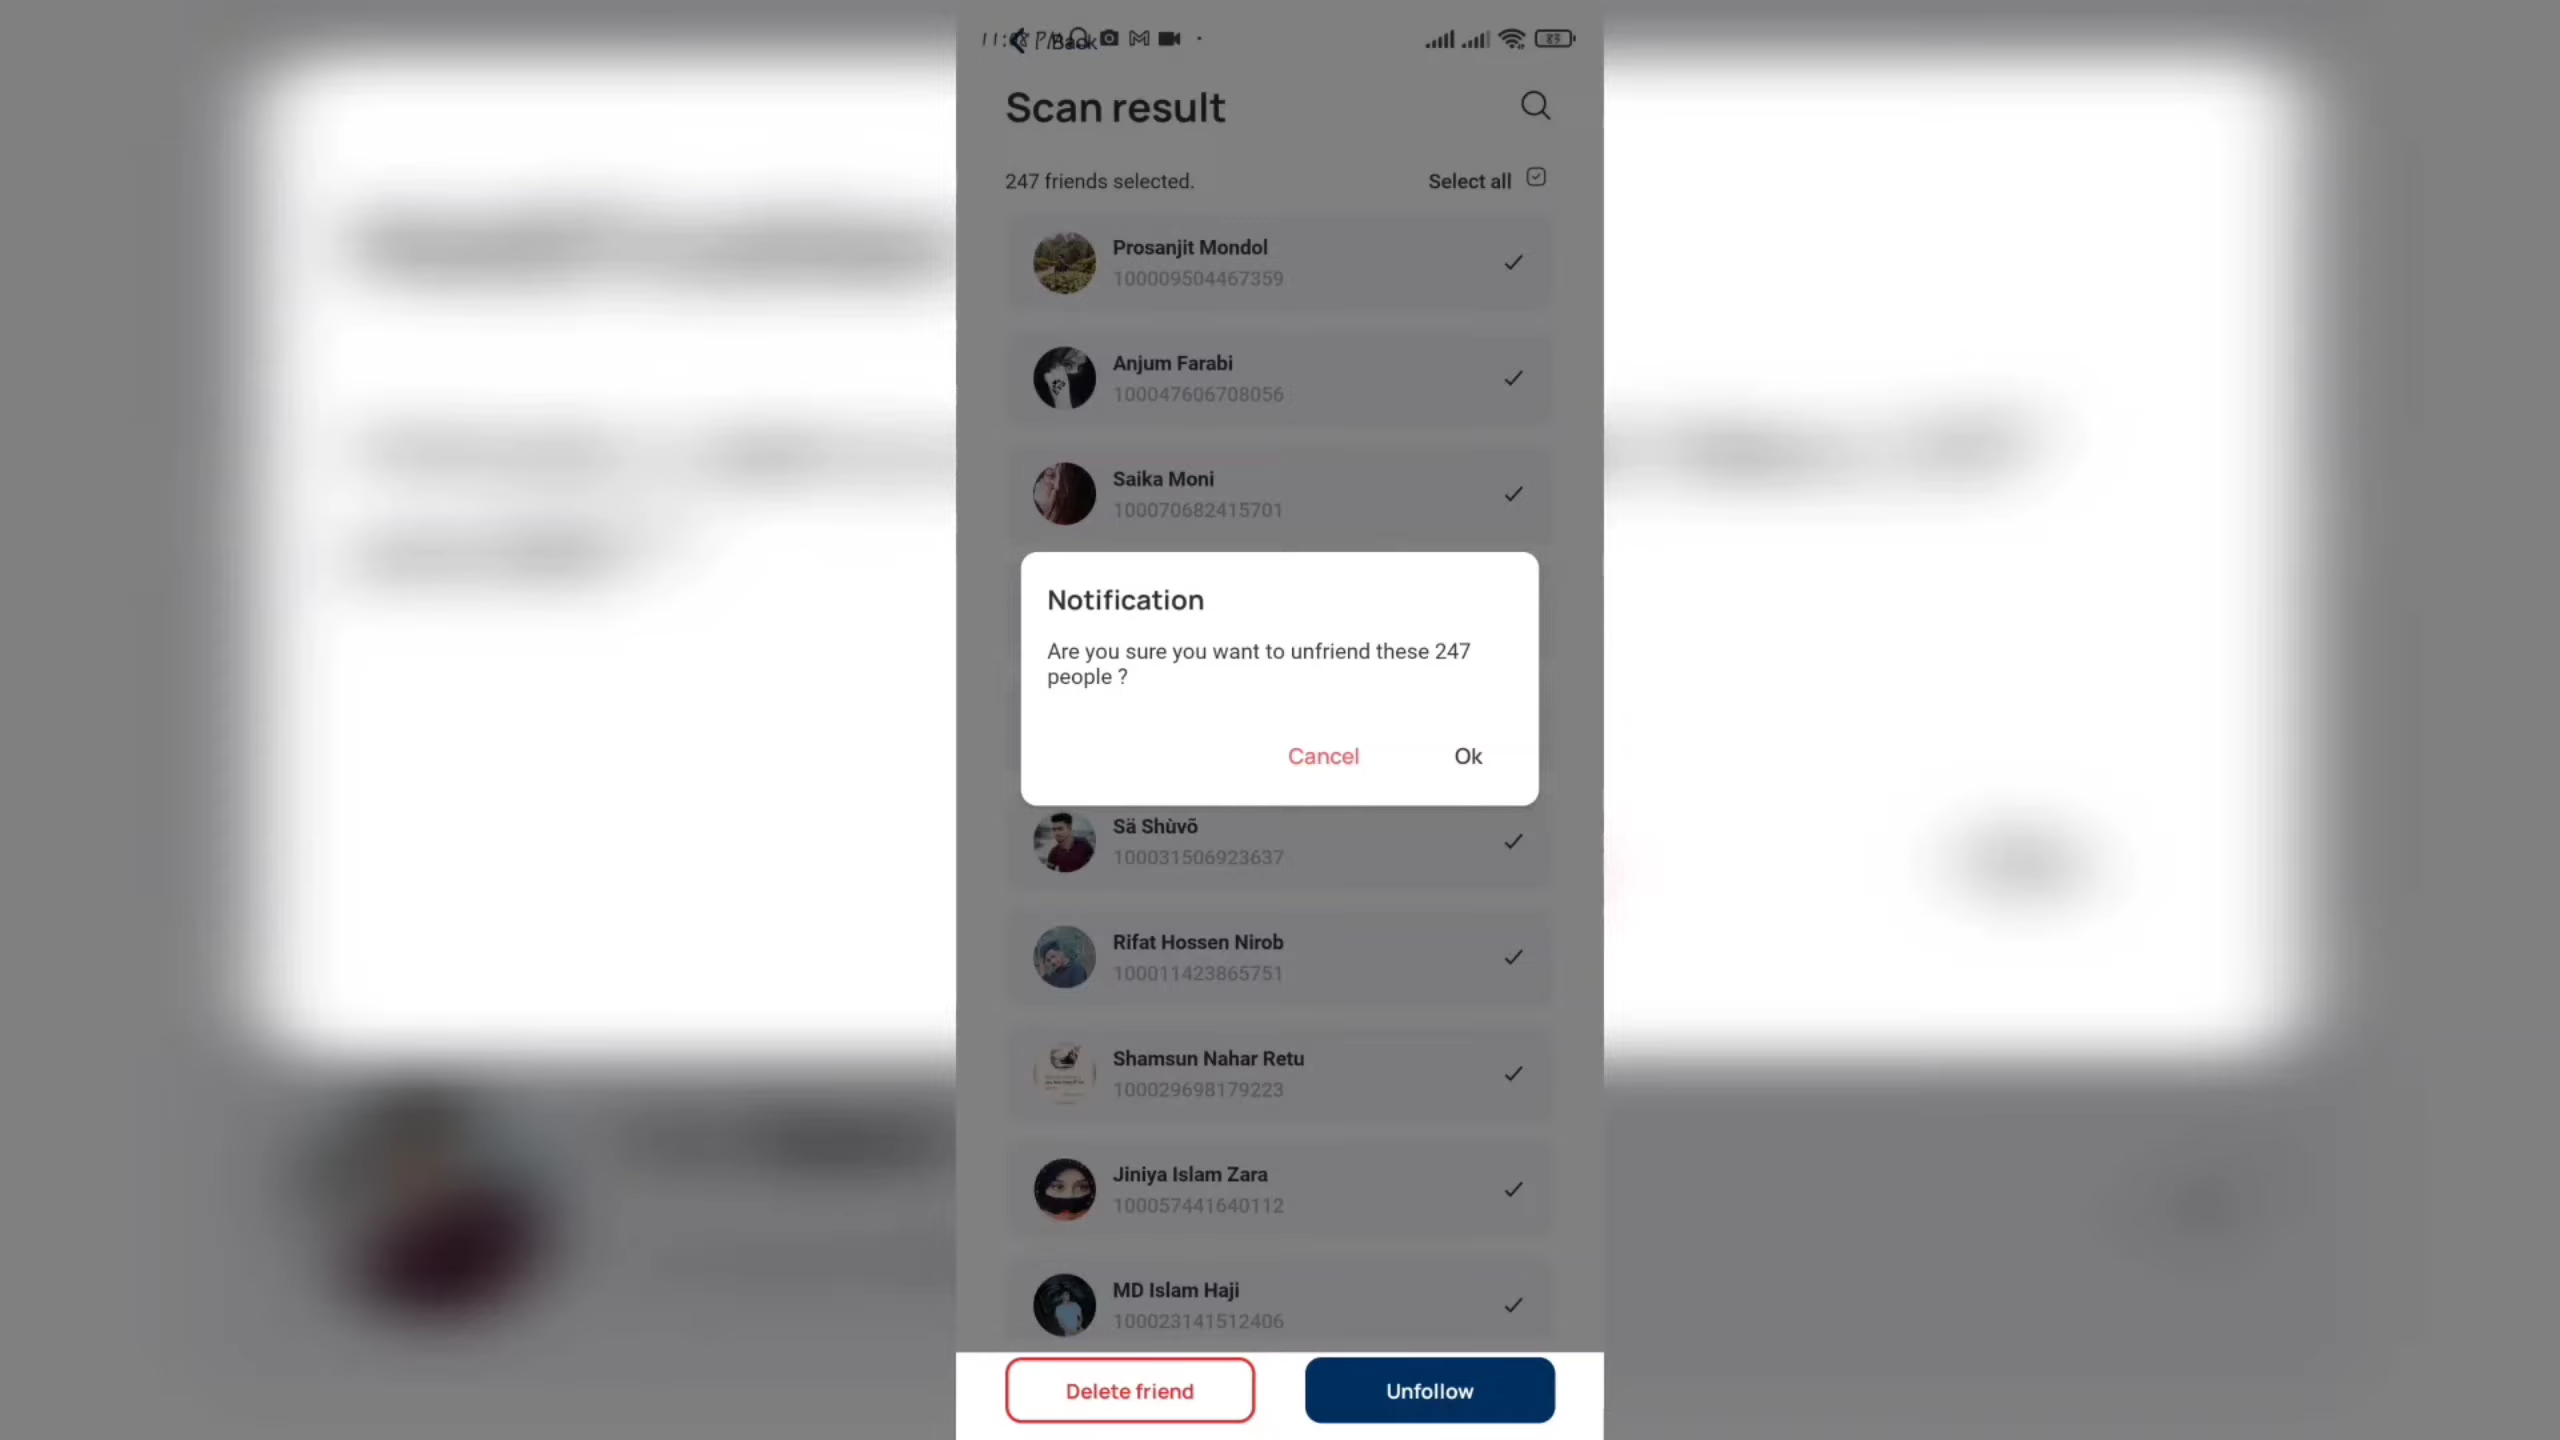 Back
83
Scan result
247 friends selected.
Select all
Prosanjit Mondol
100009504467359
Anjum Farabi
100047606708056
Saika Moni
100070682415701
Notification
Are you sure you want to unfriend these 247
people ?
Cancel
Ok
Sä Shùvõ
100031506923637
Rifat Hossen Nirob
100011423865751
Shamsun Nahar Retu
100029698179223
Jiniya Islam Zara
100057441640112
MD Islam Haji
100023141512406
Delete friend
Unfollow